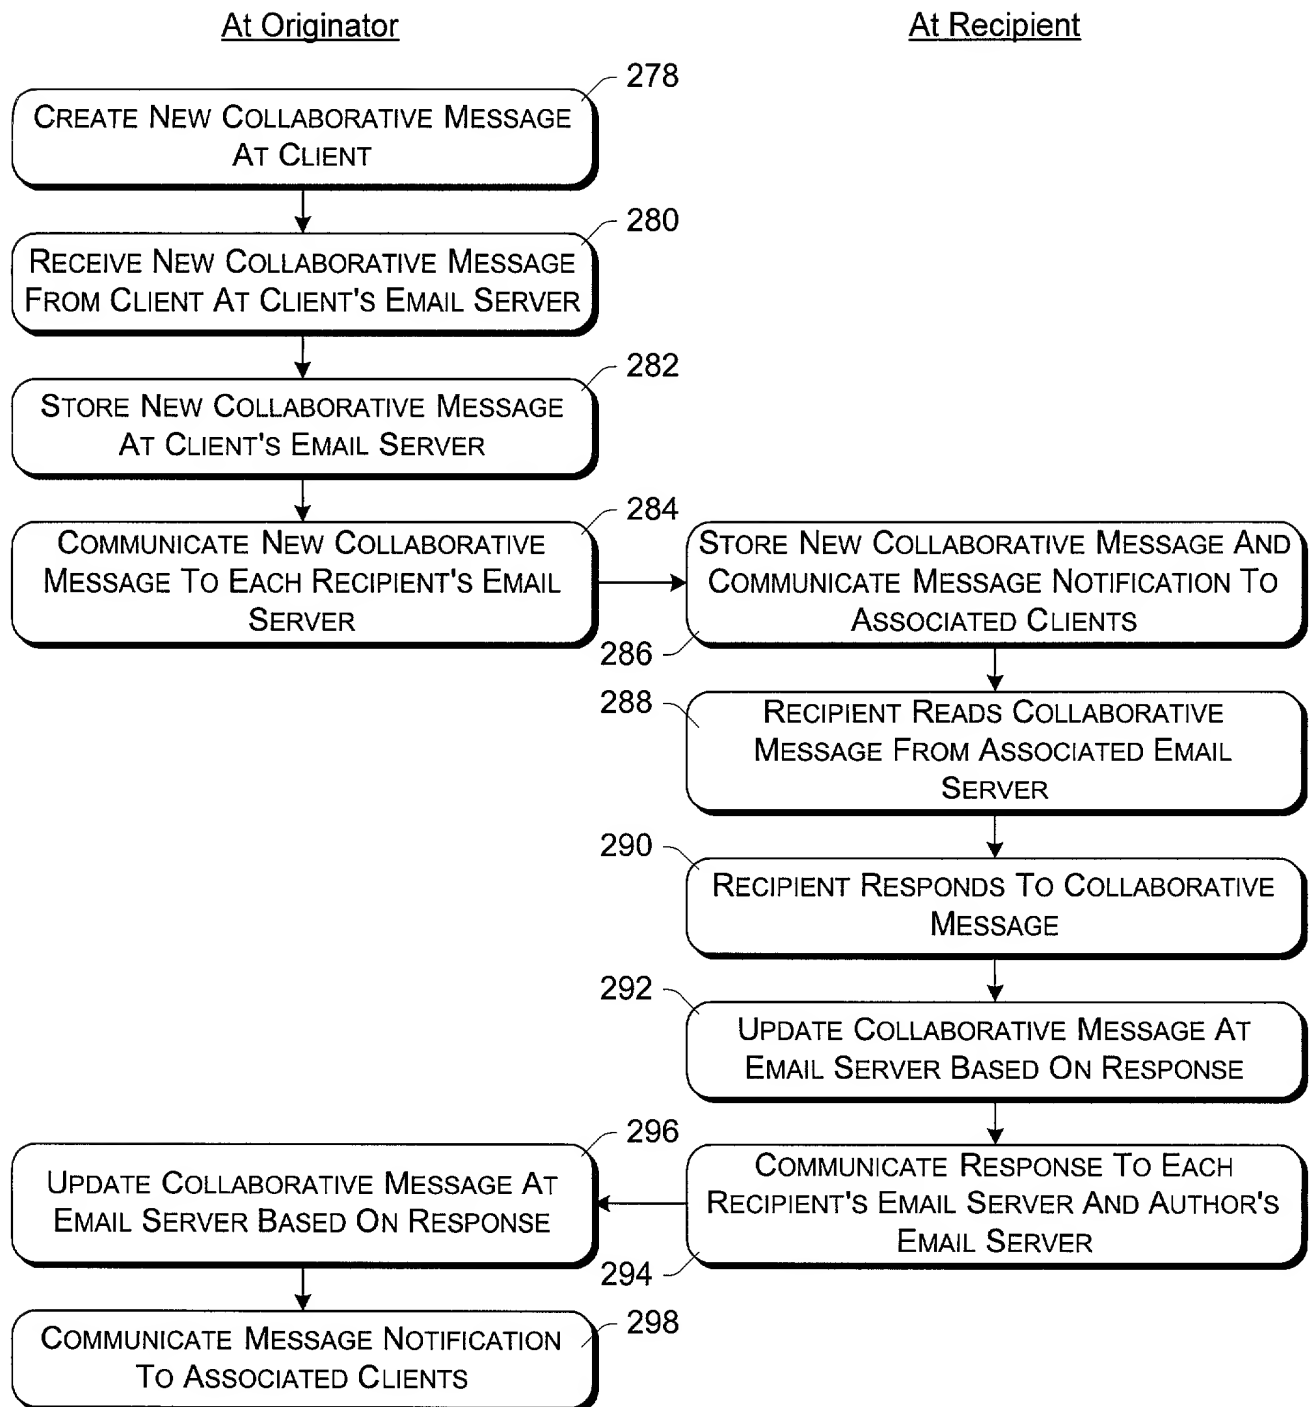 At Originator
At Recipient
278
CREATE NEW COLLABORATIVE MESSAGE
AT CLIENT
280
RECEIVE NEW COLLABORATIVE MESSAGE
FROM CLIENT AT CLIENT'S EMAIL SERVER
282
STORE NEW COLLABORATIVE MESSAGE
AT CLIENT'S EMAIL SERVER
284
COMMUNICATE NEW COLLABORATIVE
MESSAGE TO EACH RECIPIENT'S EMAIL
SERVER
STORE NEW COLLABORATIVE MESSAGE AND
COMMUNICATE MESSAGE NOTIFICATION TO
ASSOCIATED CLIENTS
286
288
RECIPIENT READS COLLABORATIVE
MESSAGE FROM ASSOCIATED EMAIL
SERVER
290
RECIPIENT RESPONDS TO COLLABORATIVE
MESSAGE
292
UPDATE COLLABORATIVE MESSAGE AT
EMAIL SERVER BASED ON RESPONSE
COMMUNICATE RESPONSE TO EACH
RECIPIENT'S EMAIL SERVER AND AUTHOR'S
EMAIL SERVER
294
296
UPDATE COLLABORATIVE MESSAGE AT
EMAIL SERVER BASED ON RESPONSE
298
COMMUNICATE MESSAGE NOTIFICATION
TO ASSOCIATED CLIENTS